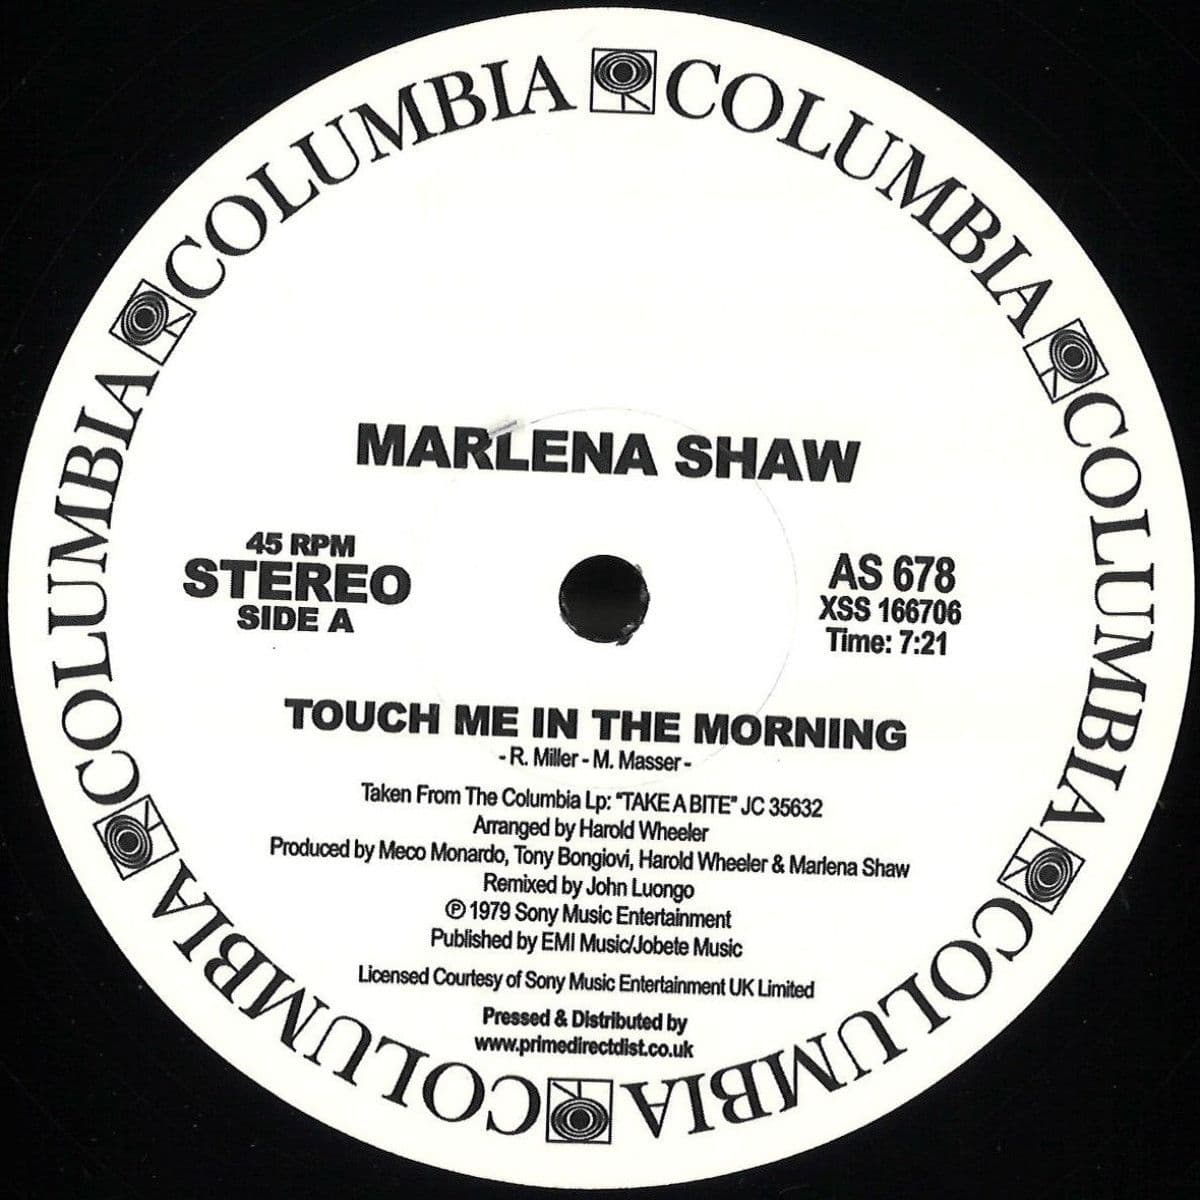 COLUMBIA COLUMBIA COLUMBIA COLUMBIA COLUMBIA COLUMBIA
MARLENA SHAW
45 RPM
STEREO
SIDE A
AS 678
XSS 166706
Time: 7:21
TOUCH ME IN THE MORNING
- R. Miller - M. Masser -
Taken From The Columbia Lp: "TAKE A BITE" JC 35632
Arranged by Harold Wheeler
Produced by Meco Monardo, Tony Bongiovi, Harold Wheeler & Marlena Shaw
Remixed by John Luongo
℗ 1979 Sony Music Entertainment
Published by EMI Music/Jobete Music
Licensed Courtesy of Sony Music Entertainment UK Limited
Pressed & Distributed by
www.primedirectdist.co.uk